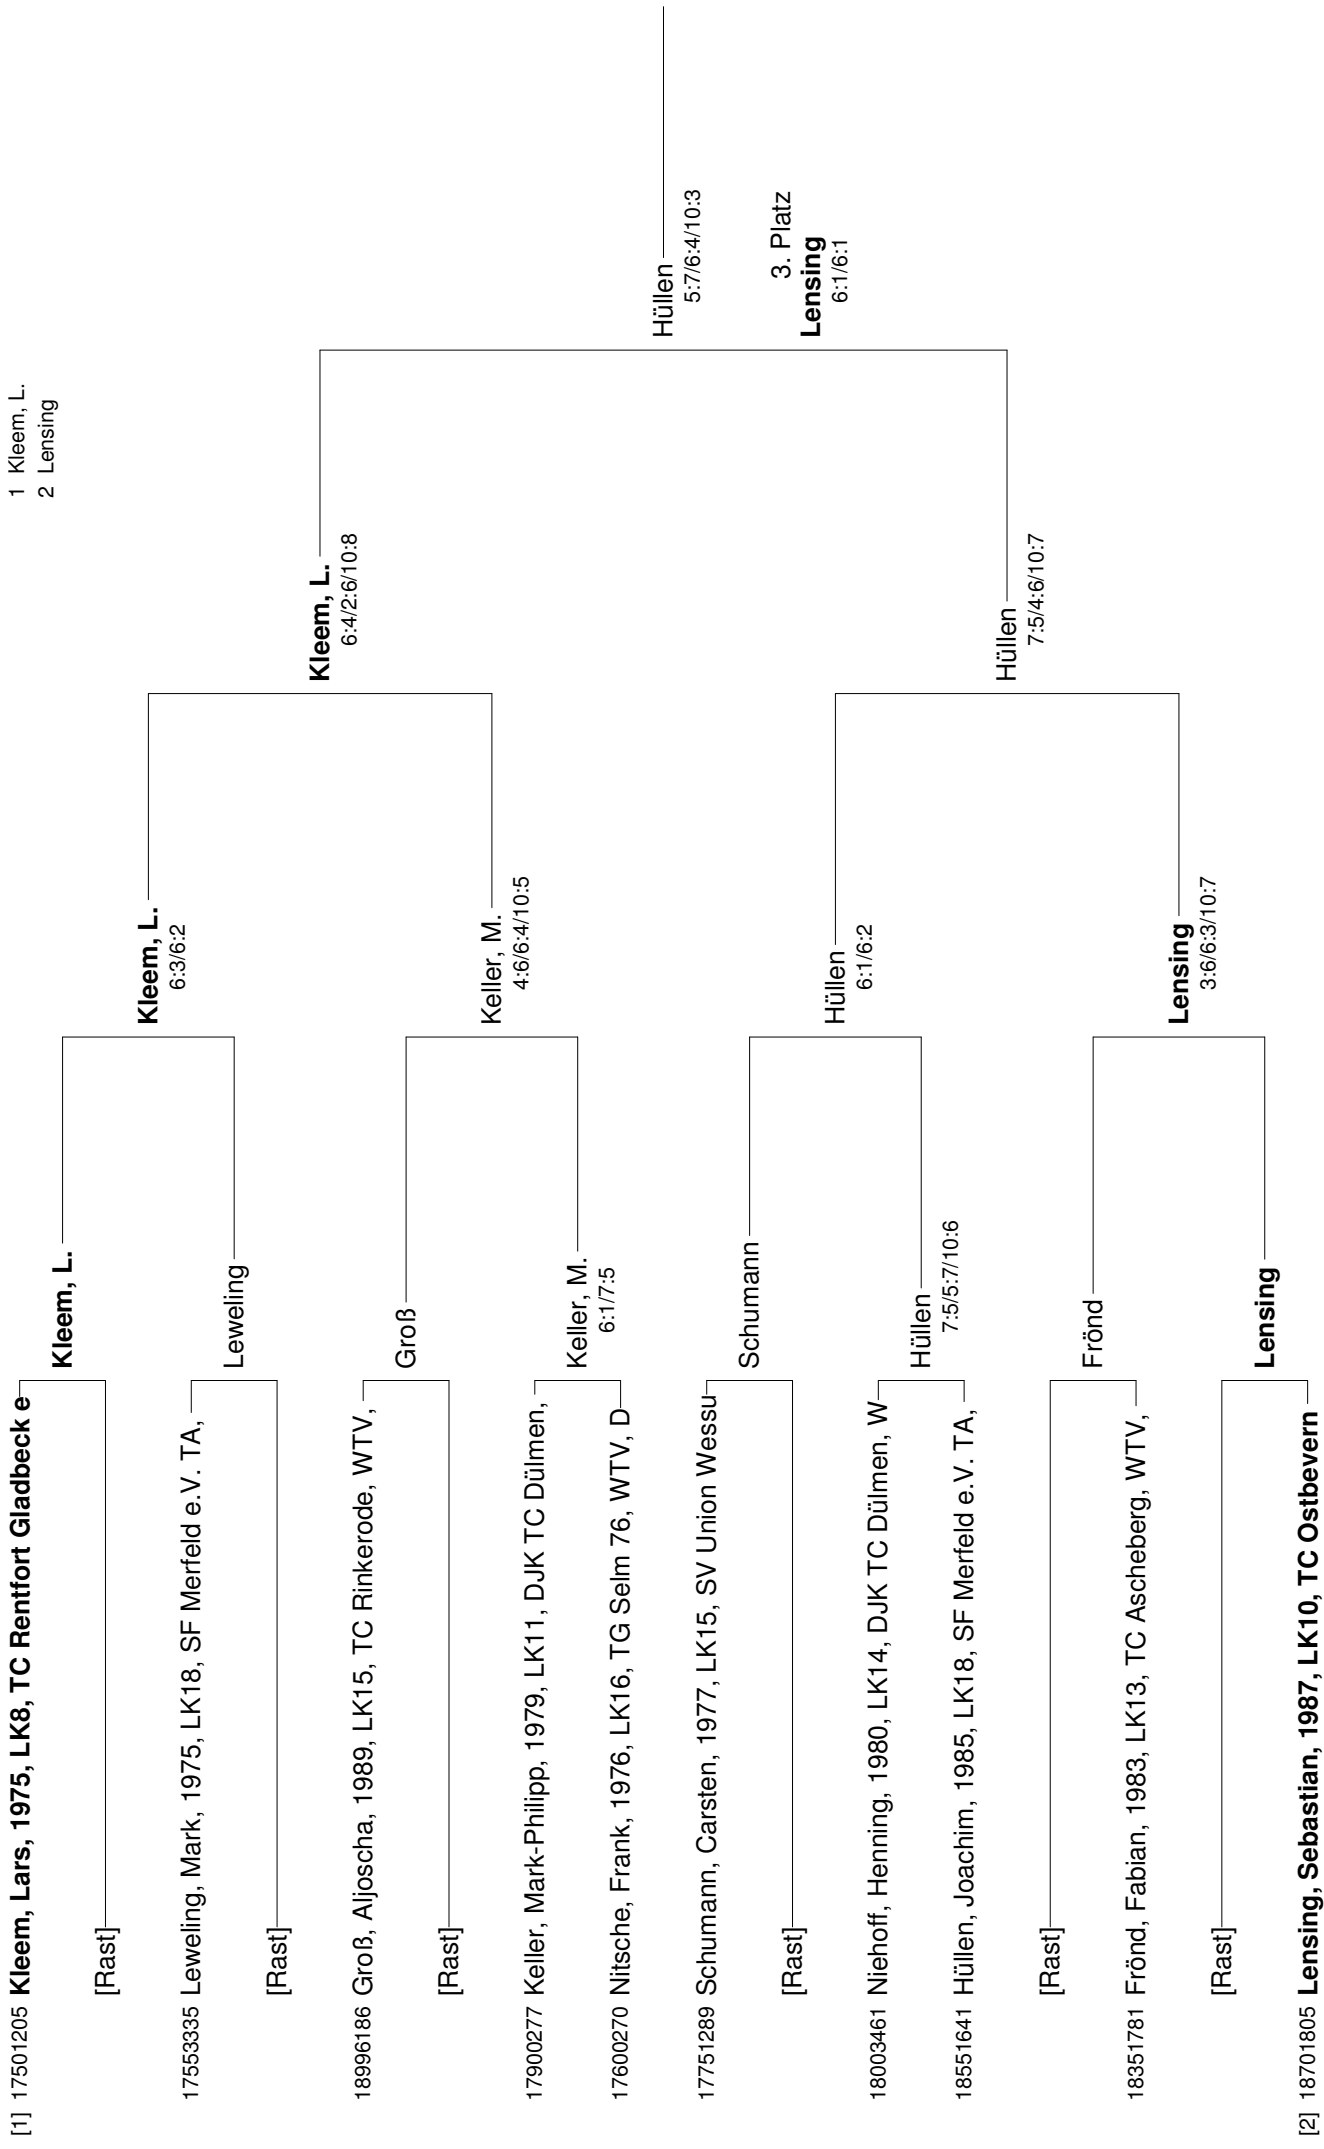 1 Kleem, L.
2 Lensing
[1] 17501205 Kleem, Lars, 1975, LK8, TC Rentfort Gladbeck e
[Rast]
17553335 Leweling, Mark, 1975, LK18, SF Merfeld e.V. TA,
[Rast]
18996186 Groß, Aljoscha, 1989, LK15, TC Rinkerode, WTV,
[Rast]
17900277 Keller, Mark-Philipp, 1979, LK11, DJK TC Dülmen,
17600270 Nitsche, Frank, 1976, LK16, TG Selm 76, WTV, D
17751289 Schumann, Carsten, 1977, LK15, SV Union Wessu
[Rast]
18003461 Niehoff, Henning, 1980, LK14, DJK TC Dülmen, W
18551641 Hüllen, Joachim, 1985, LK18, SF Merfeld e.V. TA,
[Rast]
18351781 Frönd, Fabian, 1983, LK13, TC Ascheberg, WTV,
[Rast]
[2] 18701805 Lensing, Sebastian, 1987, LK10, TC Ostbevern
Kleem, L.
Leweling
Groß
Keller, M.
6:1/7:5
Schumann
Hüllen
7:5/5:7/10:6
Frönd
Lensing
Kleem, L.
6:3/6:2
Keller, M.
4:6/6:4/10:5
Hüllen
6:1/6:2
Lensing
3:6/6:3/10:7
Kleem, L.
6:4/2:6/10:8
Hüllen
7:5/4:6/10:7
Hüllen
5:7/6:4/10:3
3. Platz
Lensing
6:1/6:1